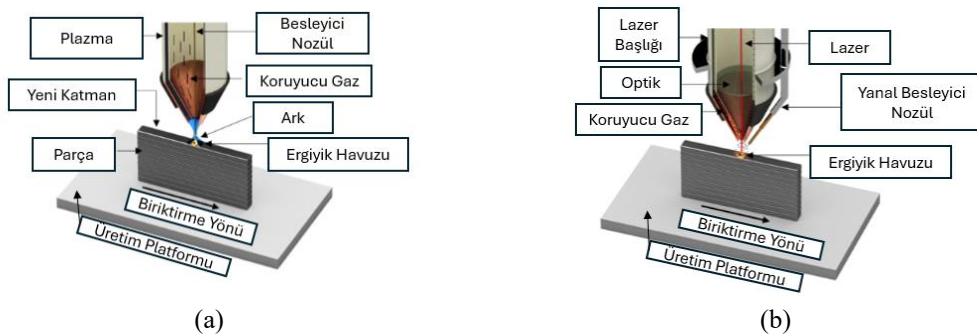 Plazma
Besleyici
Nozül
Koruyucu Gaz
Yeni Katman
Ark
Parça
Ergiyik Havuzu
Biriktirme Yönü
Üretim Platformu
(a)
Lazer
Başlığı
Lazer
Optik
Yanal Besleyici
Nozül
Koruyucu Gaz
Ergiyik Havuzu
Biriktirme Yönü
Üretim Platformu
(b)